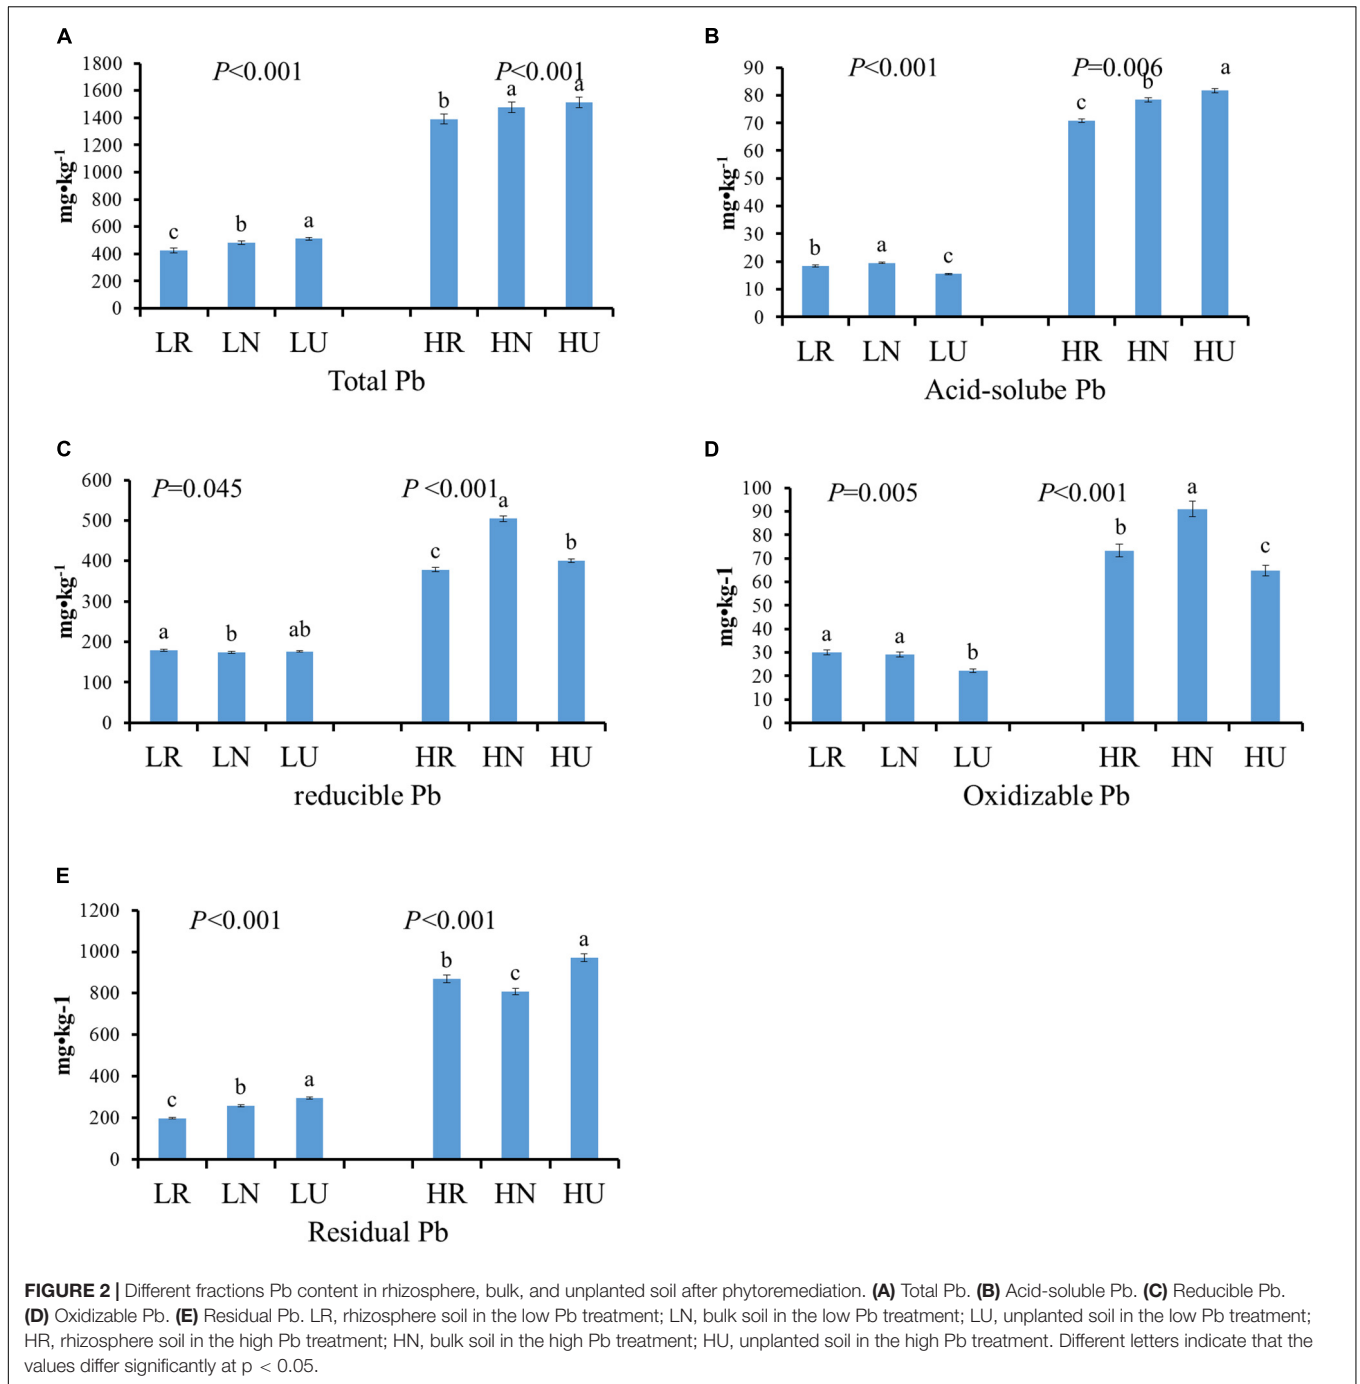 A
P<0.001 P<0.001
1800
1600
1400
1200
1000
800
600
400
200
0
mg•kg-1
c b a b a a
LR LN LU HR HN HU
Total Pb
B
P<0.001 P=0.006
90
80
70
60
50
40
30
20
10
0
mg•kg-1
b a c c b a
LR LN LU HR HN HU
Acid-solube Pb
C
P=0.045 P <0.001
600
500
400
300
200
100
0
mg•kg-1
a b ab c a b
LR LN LU HR HN HU
reducible Pb
D
P=0.005 P<0.001
100
90
80
70
60
50
40
30
20
10
0
mg•kg-1
a a b b a c
LR LN LU HR HN HU
Oxidizable Pb
E
P<0.001 P<0.001
1200
1000
800
600
400
200
0
mg•kg-1
c b a b c a
LR LN LU HR HN HU
Residual Pb
FIGURE 2 | Different fractions Pb content in rhizosphere, bulk, and unplanted soil after phytoremediation. (A) Total Pb. (B) Acid-soluble Pb. (C) Reducible Pb.
(D) Oxidizable Pb. (E) Residual Pb. LR, rhizosphere soil in the low Pb treatment; LN, bulk soil in the low Pb treatment; LU, unplanted soil in the low Pb treatment;
HR, rhizosphere soil in the high Pb treatment; HN, bulk soil in the high Pb treatment; HU, unplanted soil in the high Pb treatment. Different letters indicate that the
values differ significantly at p < 0.05.